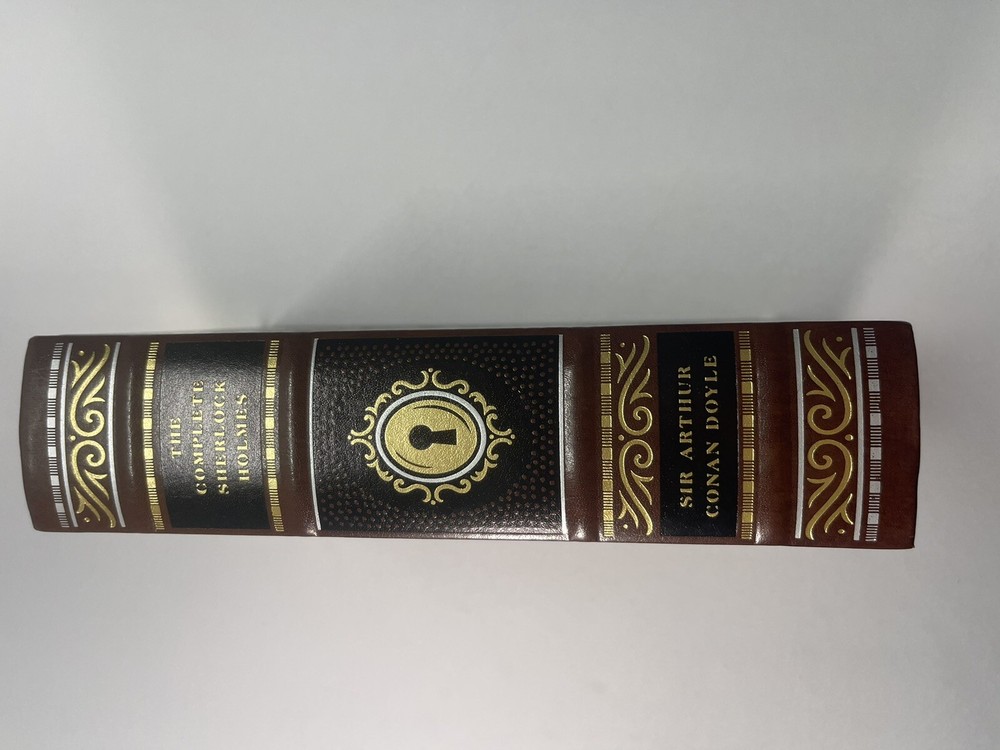 THE
COMPLETE
SHERLOCK
HOLMES
SIR ARTHUR
CONAN DOYLE